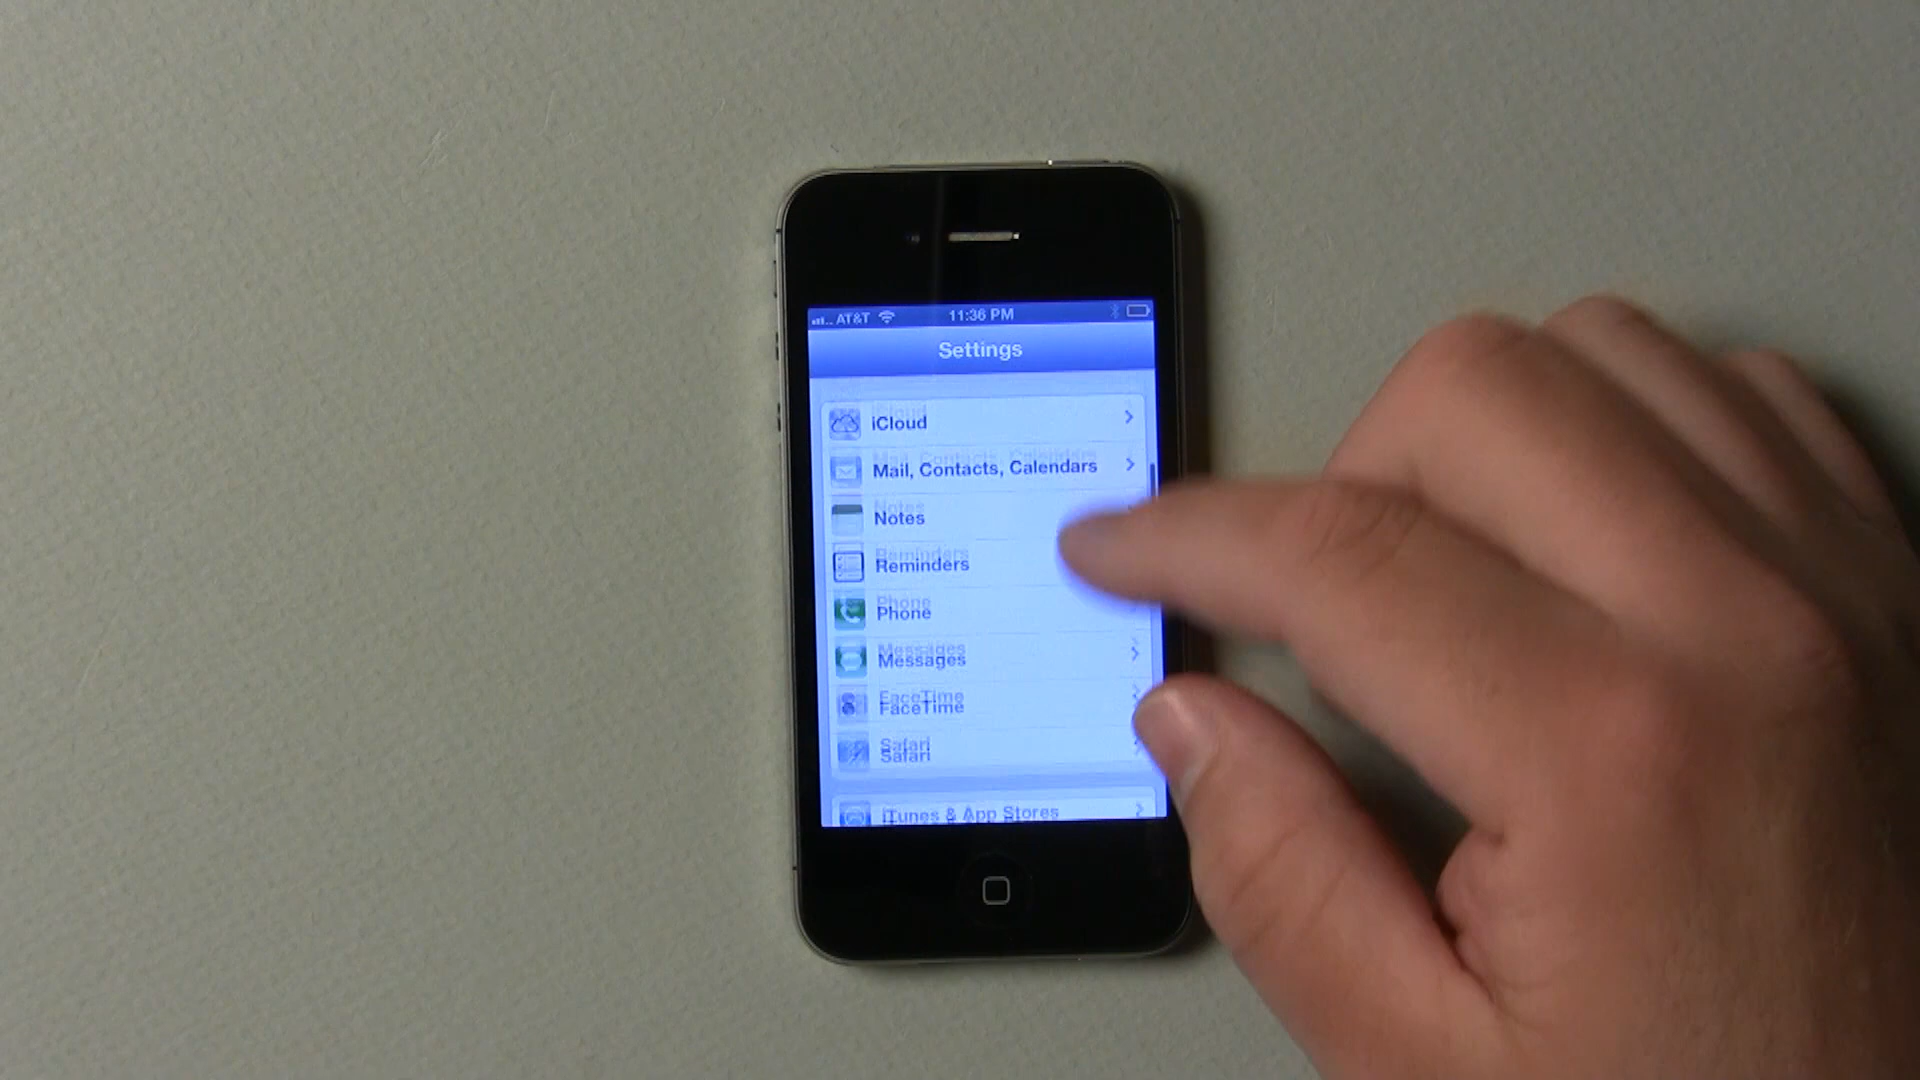 AT&T 11:36 PM
Settings
iCloud
Mail, Contacts, Calendars
Notes
Reminders
Phone
Messages
FaceTime
Safari
iTunes & App Stores